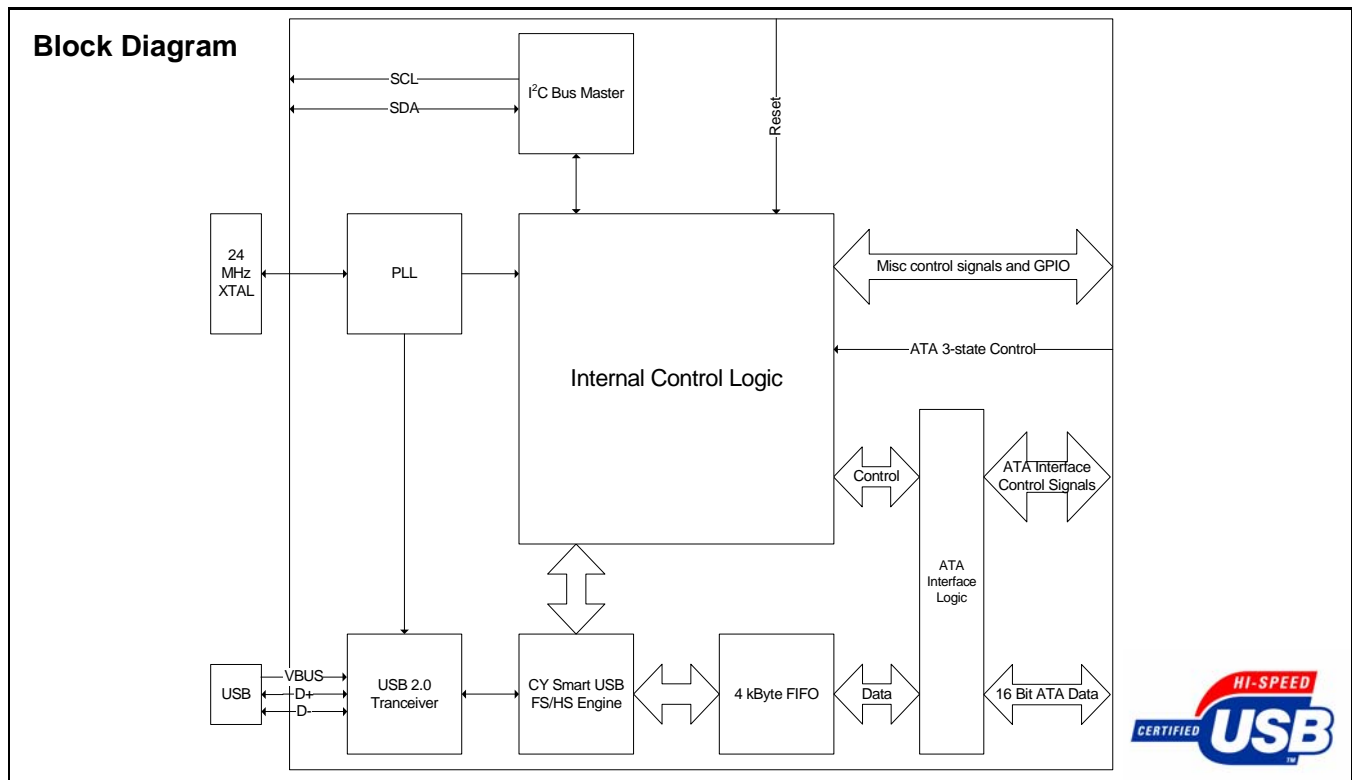 Block Diagram
SCL
SDA
I²C Bus Master
Reset
24
MHz
XTAL
PLL
Internal Control Logic
Misc control signals and GPIO
ATA 3-state Control
Control
ATA Interface
Control Signals
ATA
Interface
Logic
USB
VBUS
D+
D-
USB 2.0
Tranceiver
CY Smart USB
FS/HS Engine
4 kByte FIFO
Data
16 Bit ATA Data
HI-SPEED
CERTIFIED
USB
TM